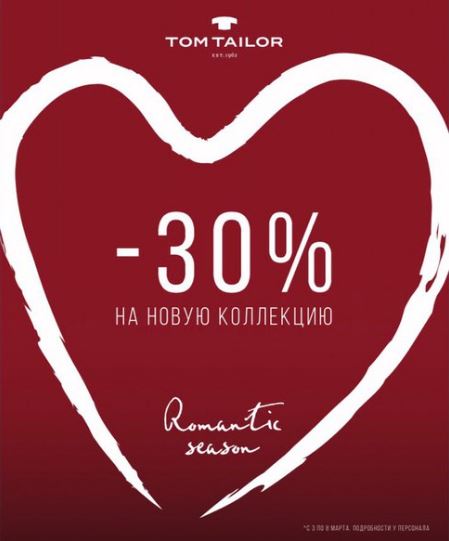 TOM TAILOR
EST. 1962
-30%
НА НОВУЮ КОЛЛЕКЦИЮ
Romantic
season
*С 3 ПО 8 МАРТА. ПОДРОБНОСТИ У ПЕРСОНАЛА